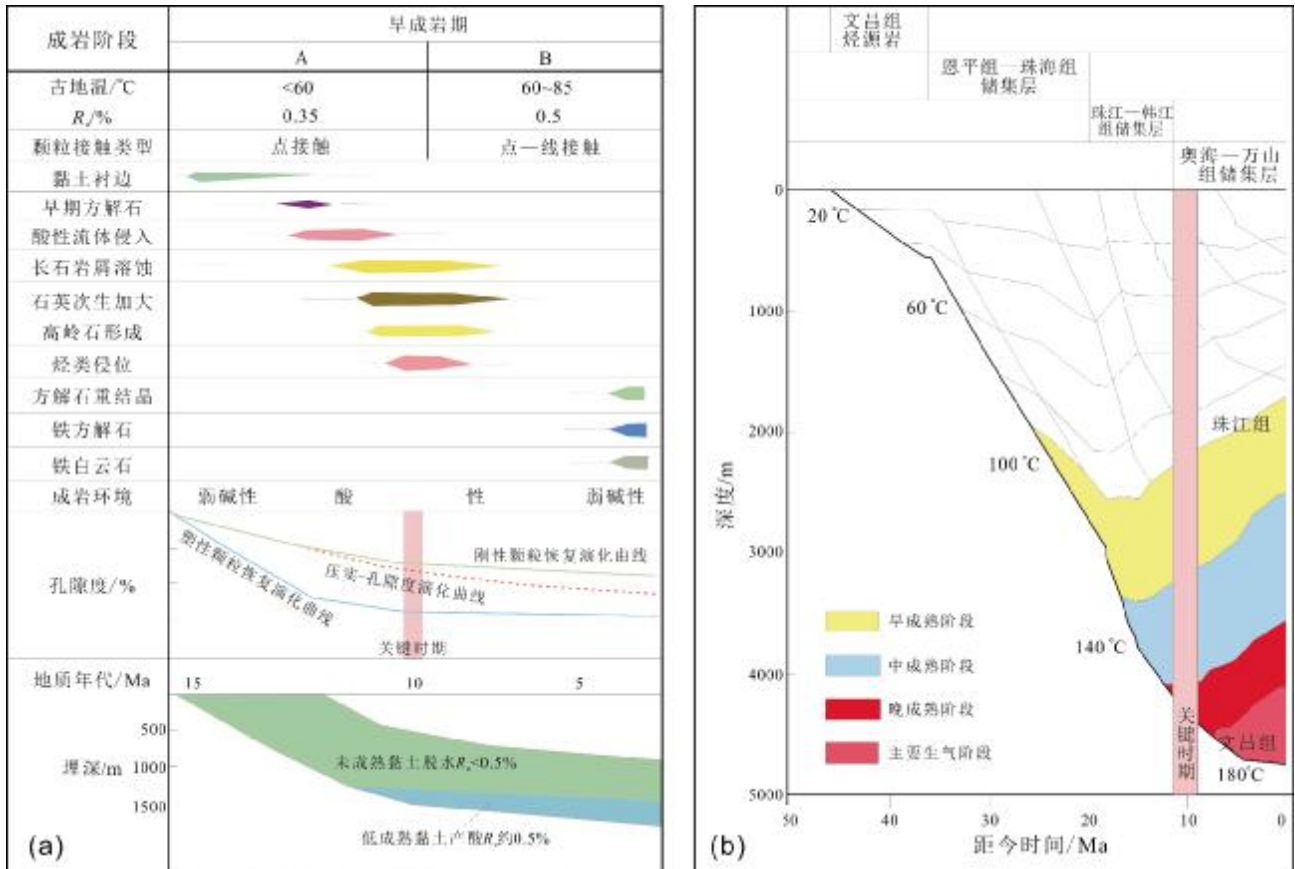 成岩阶段
早成岩期
A
B
古地温/℃
<60
60~85
Rₒ/%
0.35
0.5
颗粒接触类型
点接触
点—线接触
黏土衬边
早期方解石
酸性流体侵入
长石岩屑溶蚀
石英次生加大
高岭石形成
烃类侵位
方解石重结晶
铁方解石
铁白云石
成岩环境
弱碱性
酸
性
弱碱性
孔隙度/%
塑性颗粒恢复演化曲线
压实-孔隙度演化曲线
刚性颗粒恢复演化曲线
关键时期
地质年代/Ma
15
10
5
埋深/m
500
1000
1500
未成熟黏土脱水Rₒ<0.5%
低成熟黏土产酸Rₒ约0.5%
(a)
文昌组
烃源岩
恩平组—珠海组
储集层
珠江—韩江
组储集层
粤海—万山
组储集层
0
1000
2000
3000
4000
5000
深度/m
20℃
60℃
100℃
140℃
180℃
珠江组
文昌组
早成熟阶段
中成熟阶段
晚成熟阶段
主要生气阶段
关键时期
50
40
30
20
10
0
距今时间/Ma
(b)